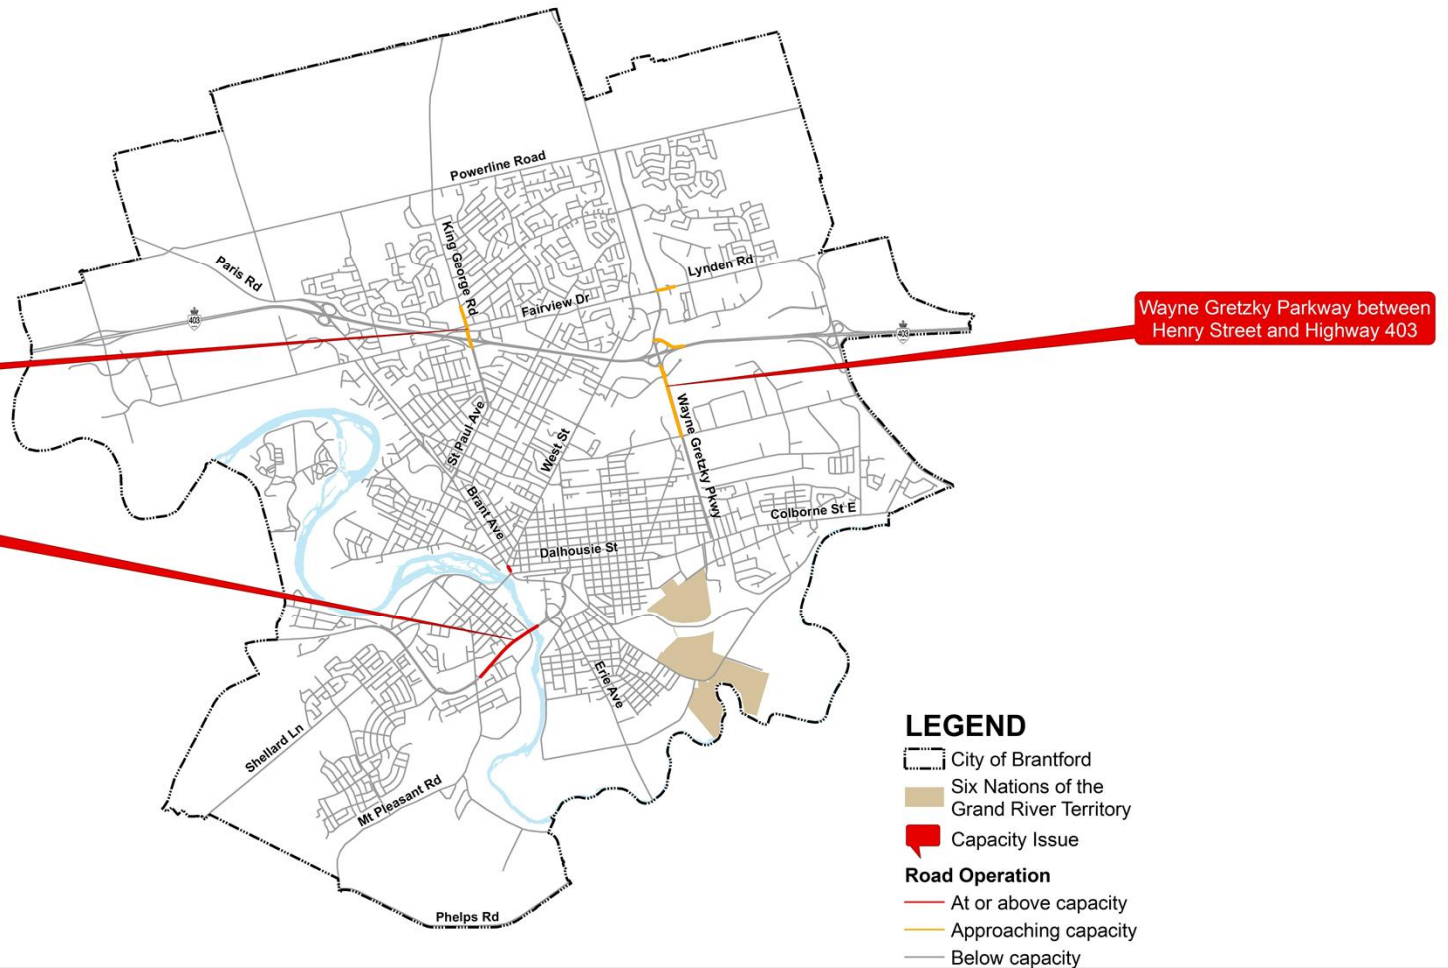 Powerline Road
King George Rd
Paris Rd
Lynden Rd
Fairview Dr
403
403
Wayne Gretzky Parkway between
Henry Street and Highway 403
St Paul Ave
West St
Wayne Gretzky Pkwy
Brant Ave
Colborne St E
Dalhousie St
Erie Ave
Shellard Ln
Mt Pleasant Rd
Phelps Rd
LEGEND
City of Brantford
Six Nations of the
Grand River Territory
Capacity Issue
Road Operation
At or above capacity
Approaching capacity
Below capacity